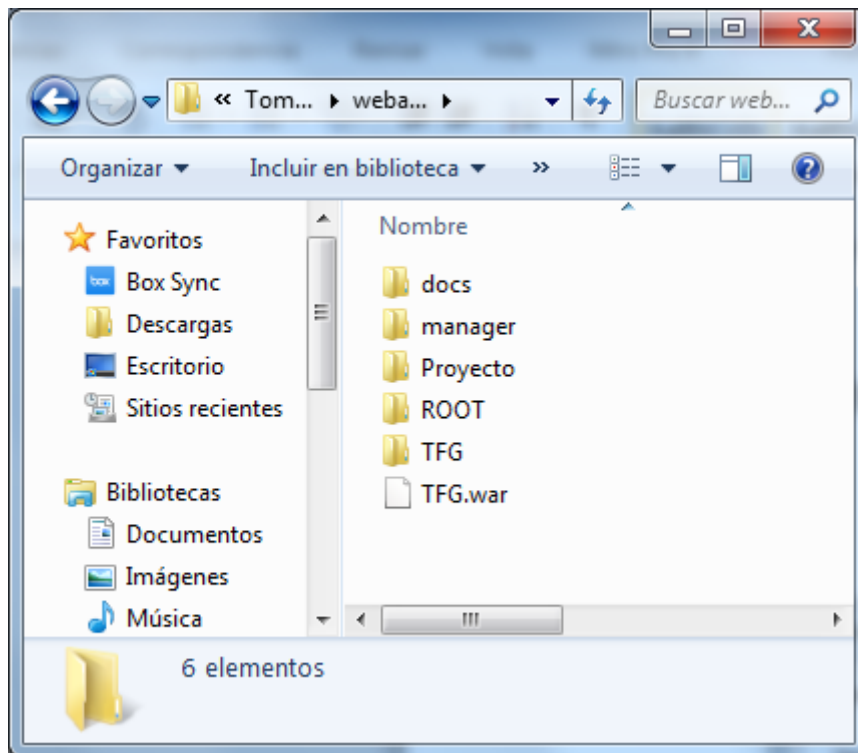 « Tom... ▸ weba... ▸ Buscar web...
Organizar Incluir en biblioteca »
Favoritos
Box Sync
Descargas
Escritorio
Sitios recientes
Bibliotecas
Documentos
Imágenes
Música
Nombre
docs
manager
Proyecto
ROOT
TFG
TFG.war
6 elementos